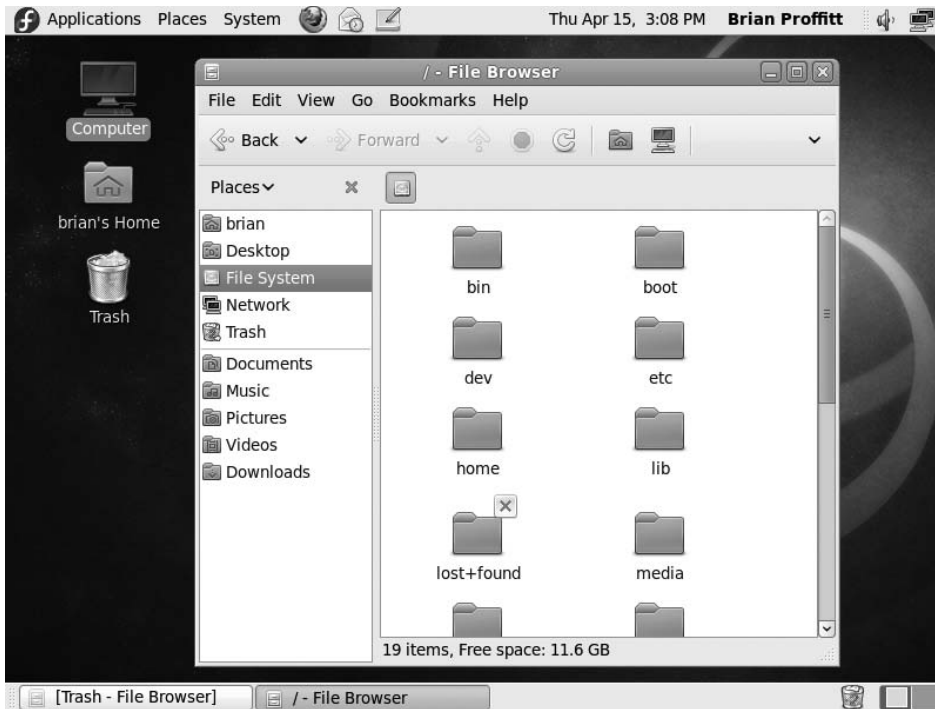 Applications Places System Thu Apr 15, 3:08 PM Brian Proffitt
Computer
brian's Home
Trash
/ - File Browser
File Edit View Go Bookmarks Help
Back Forward
Places
brian
Desktop
File System
Network
Trash
Documents
Music
Pictures
Videos
Downloads
bin boot
dev etc
home lib
lost+found media
19 items, Free space: 11.6 GB
[Trash - File Browser] / - File Browser